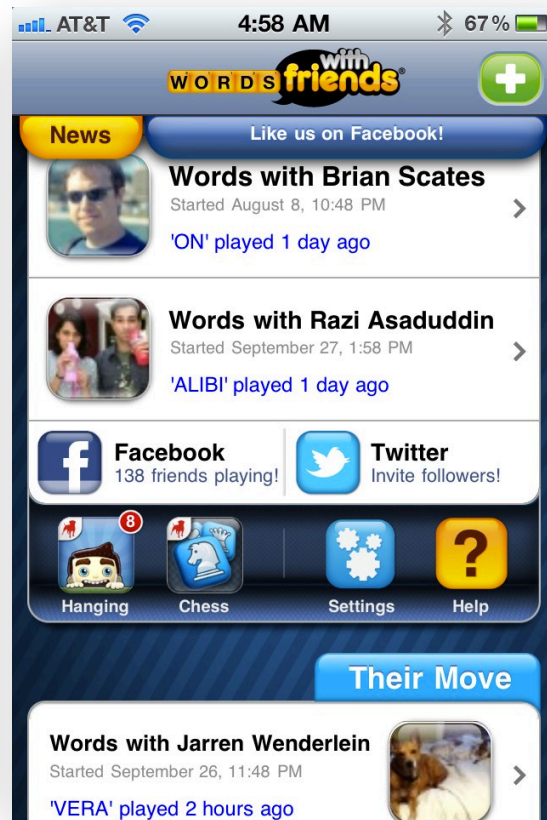 AT&T 4:58 AM 67%
WORDS with friends®
News Like us on Facebook!
Words with Brian Scates
Started August 8, 10:48 PM
'ON' played 1 day ago
Words with Razi Asaduddin
Started September 27, 1:58 PM
'ALIBI' played 1 day ago
Facebook
138 friends playing!
Twitter
Invite followers!
8
Hanging Chess Settings Help
Their Move
Words with Jarren Wenderlein
Started September 26, 11:48 PM
'VERA' played 2 hours ago